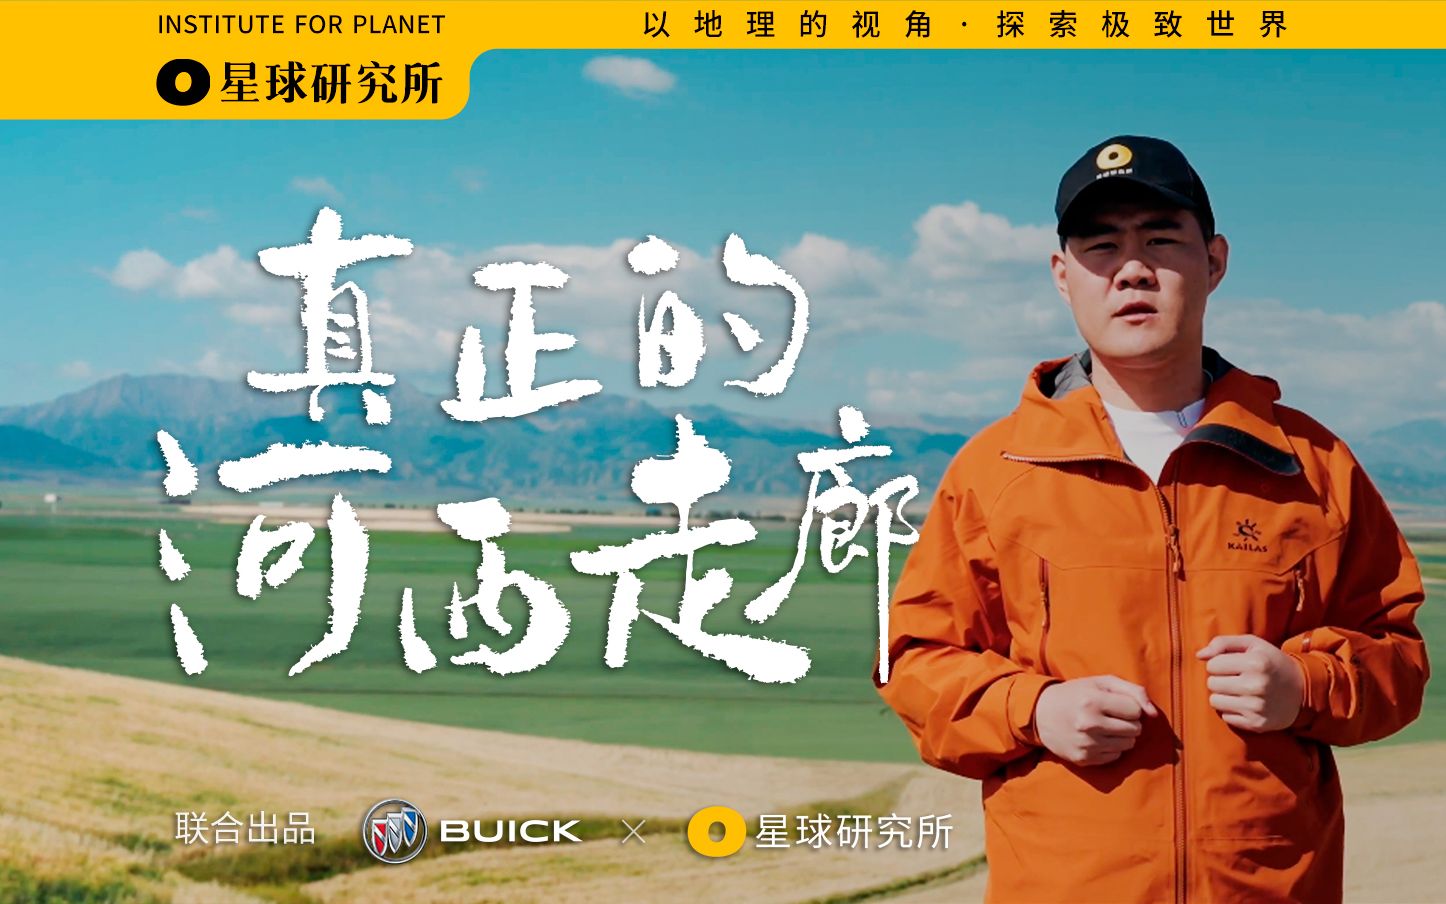 INSTITUTE FOR PLANET
以地理的视角·探索极致世界
星球研究所
真正的
河西走廊
KAILAS
联合出品 BUICK × 星球研究所